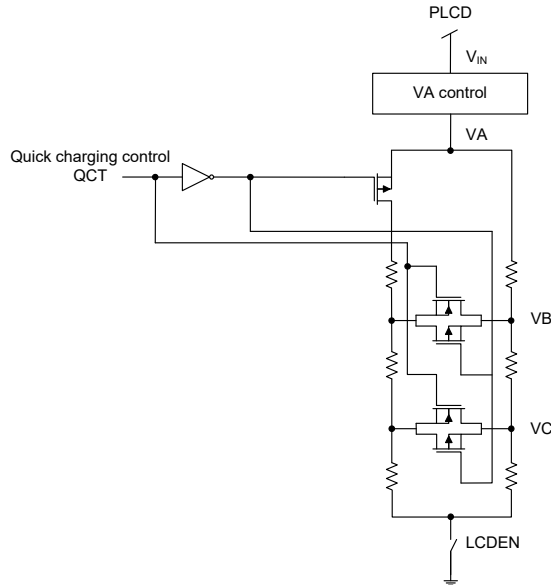 PLCD
VIN
VA control
VA
Quick charging control
QCT
VB
VC
LCDEN